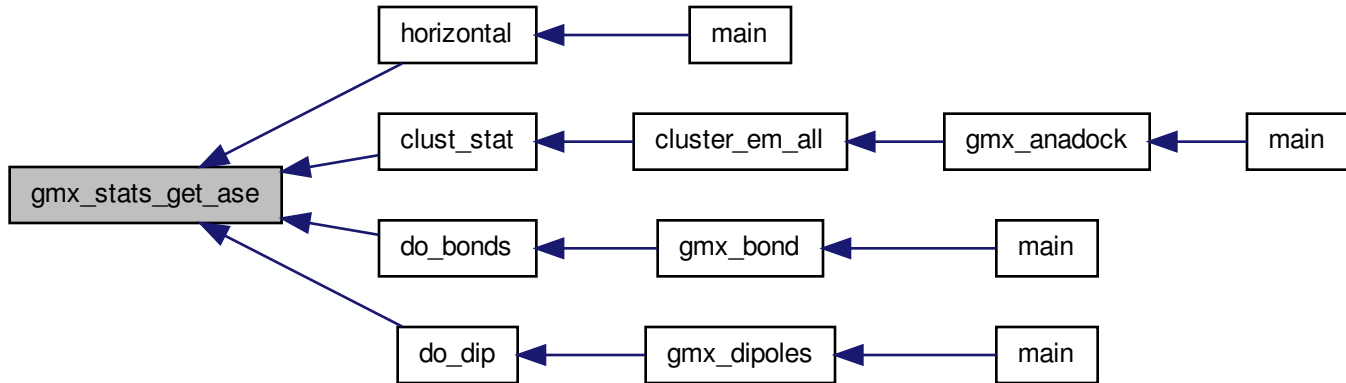 horizontal
main
clust_stat
cluster_em_all
gmx_anadock
main
gmx_stats_get_ase
do_bonds
gmx_bond
main
do_dip
gmx_dipoles
main